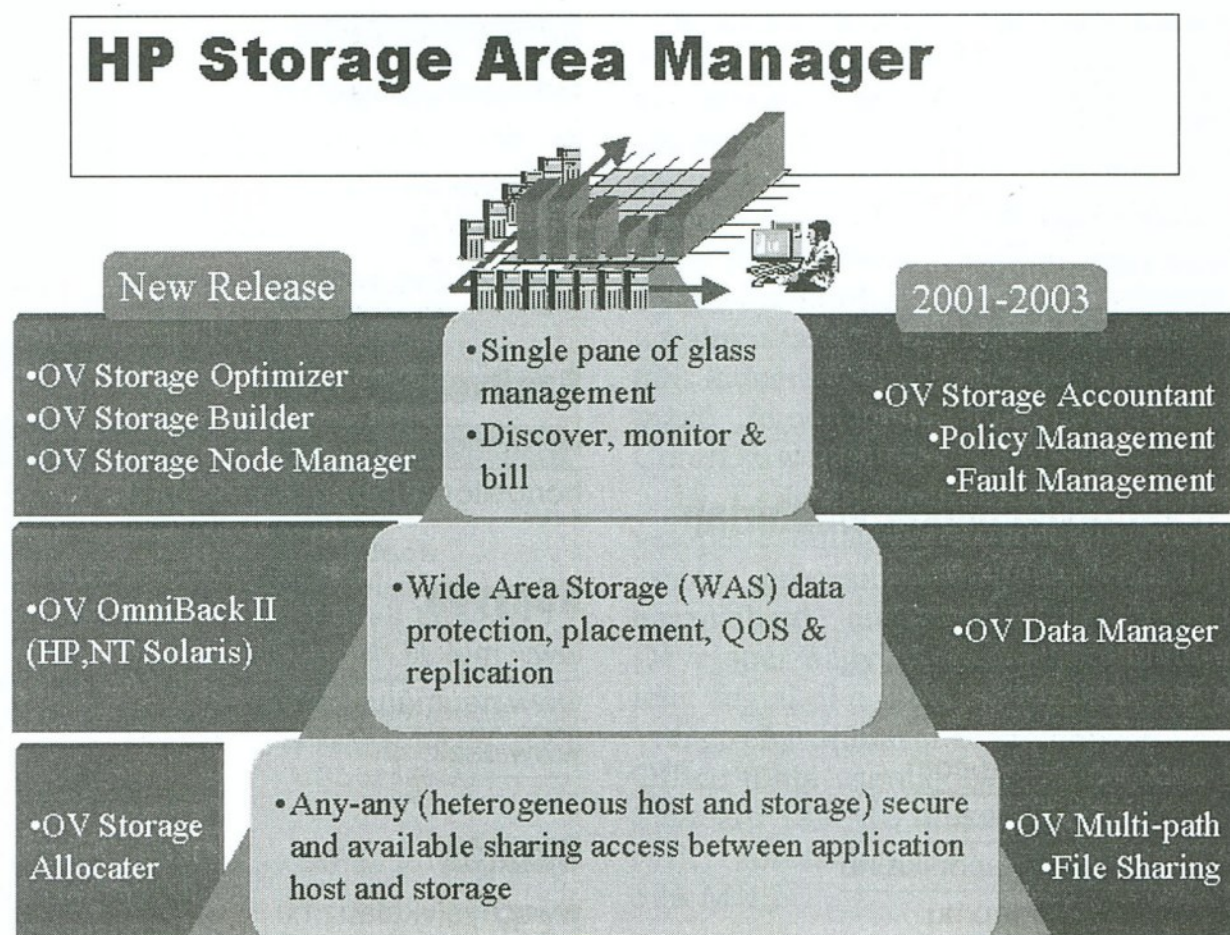 HP Storage Area Manager
New Release
2001-2003
•OV Storage Optimizer
•OV Storage Builder
•OV Storage Node Manager
•Single pane of glass
management
•Discover, monitor &
bill
•OV Storage Accountant
•Policy Management
•Fault Management
•OV OmniBack II
(HP,NT Solaris)
•Wide Area Storage (WAS) data
protection, placement, QOS &
replication
•OV Data Manager
•OV Storage
Allocater
•Any-any (heterogeneous host and storage) secure
and available sharing access between application
host and storage
•OV Multi-path
•File Sharing